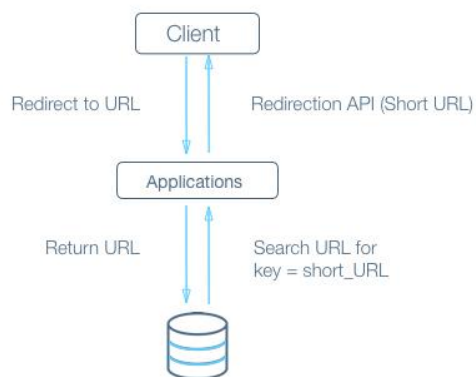 Client
Redirect to URL
Redirection API (Short URL)
Applications
Return URL
Search URL for
key = short_URL